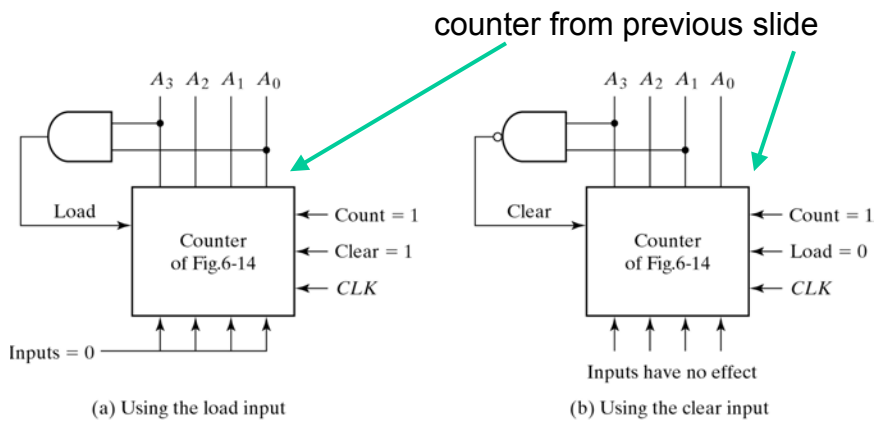 counter from previous slide
A3 A2 A1 A0
Load
Counter
of Fig.6-14
Count = 1
Clear = 1
CLK
Inputs = 0
(a) Using the load input
A3 A2 A1 A0
Clear
Counter
of Fig.6-14
Count = 1
Load = 0
CLK
Inputs have no effect
(b) Using the clear input